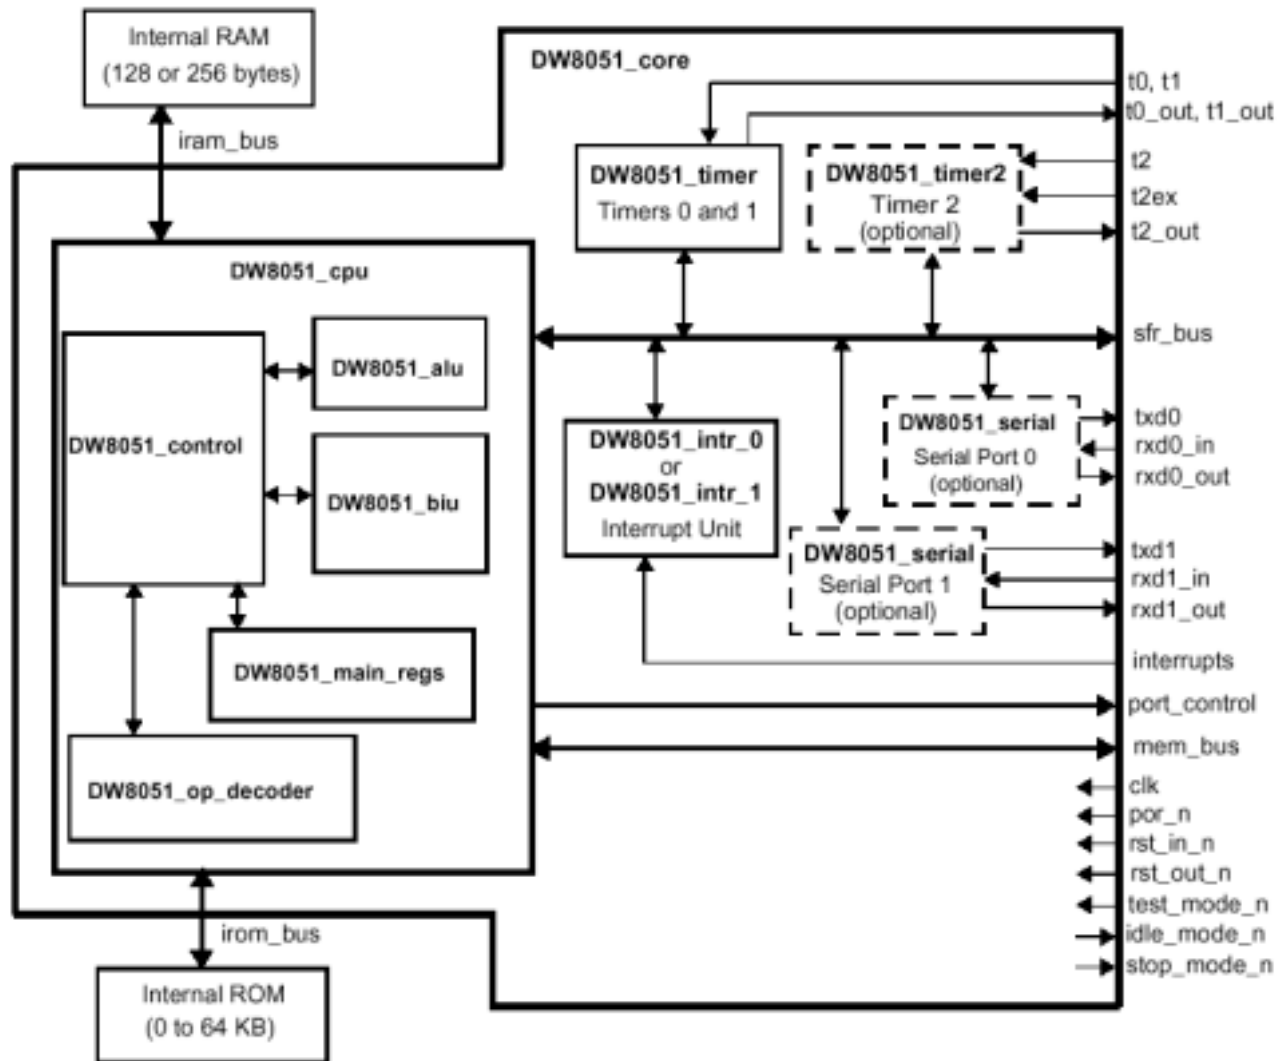 Internal RAM
(128 or 256 bytes)
iram_bus
DW8051_core
t0, t1
t0_out, t1_out
DW8051_timer
Timers 0 and 1
DW8051_timer2
Timer 2
(optional)
t2
t2ex
t2_out
DW8051_cpu
sfr_bus
DW8051_control
DW8051_alu
DW8051_biu
DW8051_main_regs
DW8051_op_decoder
DW8051_intr_0
or
DW8051_intr_1
Interrupt Unit
DW8051_serial
Serial Port 0
(optional)
txd0
rxd0_in
rxd0_out
DW8051_serial
Serial Port 1
(optional)
txd1
rxd1_in
rxd1_out
interrupts
port_control
mem_bus
clk
por_n
rst_in_n
rst_out_n
test_mode_n
idle_mode_n
stop_mode_n
irom_bus
Internal ROM
(0 to 64 KB)